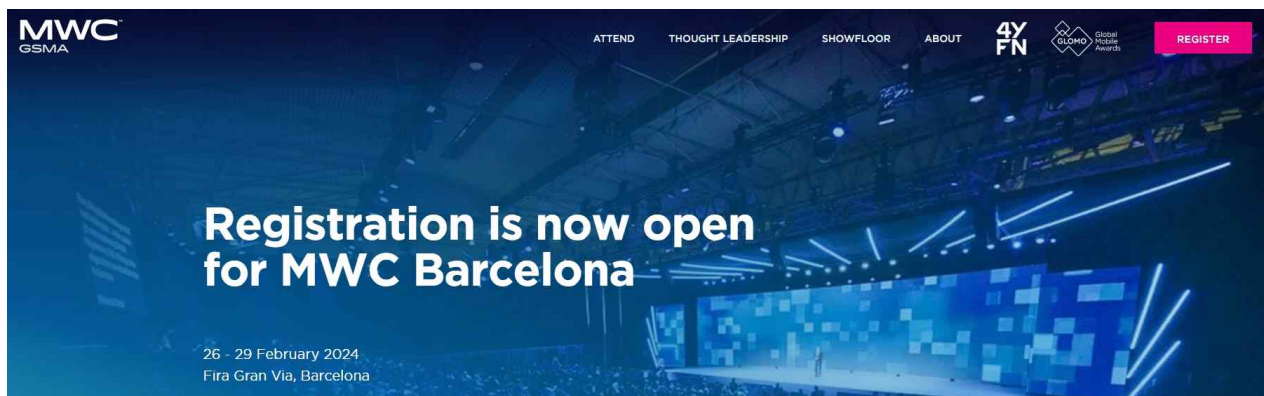 MWC™
GSMA
ATTEND
THOUGHT LEADERSHIP
SHOWFLOOR
ABOUT
4Y
FN
GLOMO
Global
Mobile
Awards
REGISTER
Registration is now open
for MWC Barcelona
26 - 29 February 2024
Fira Gran Via, Barcelona